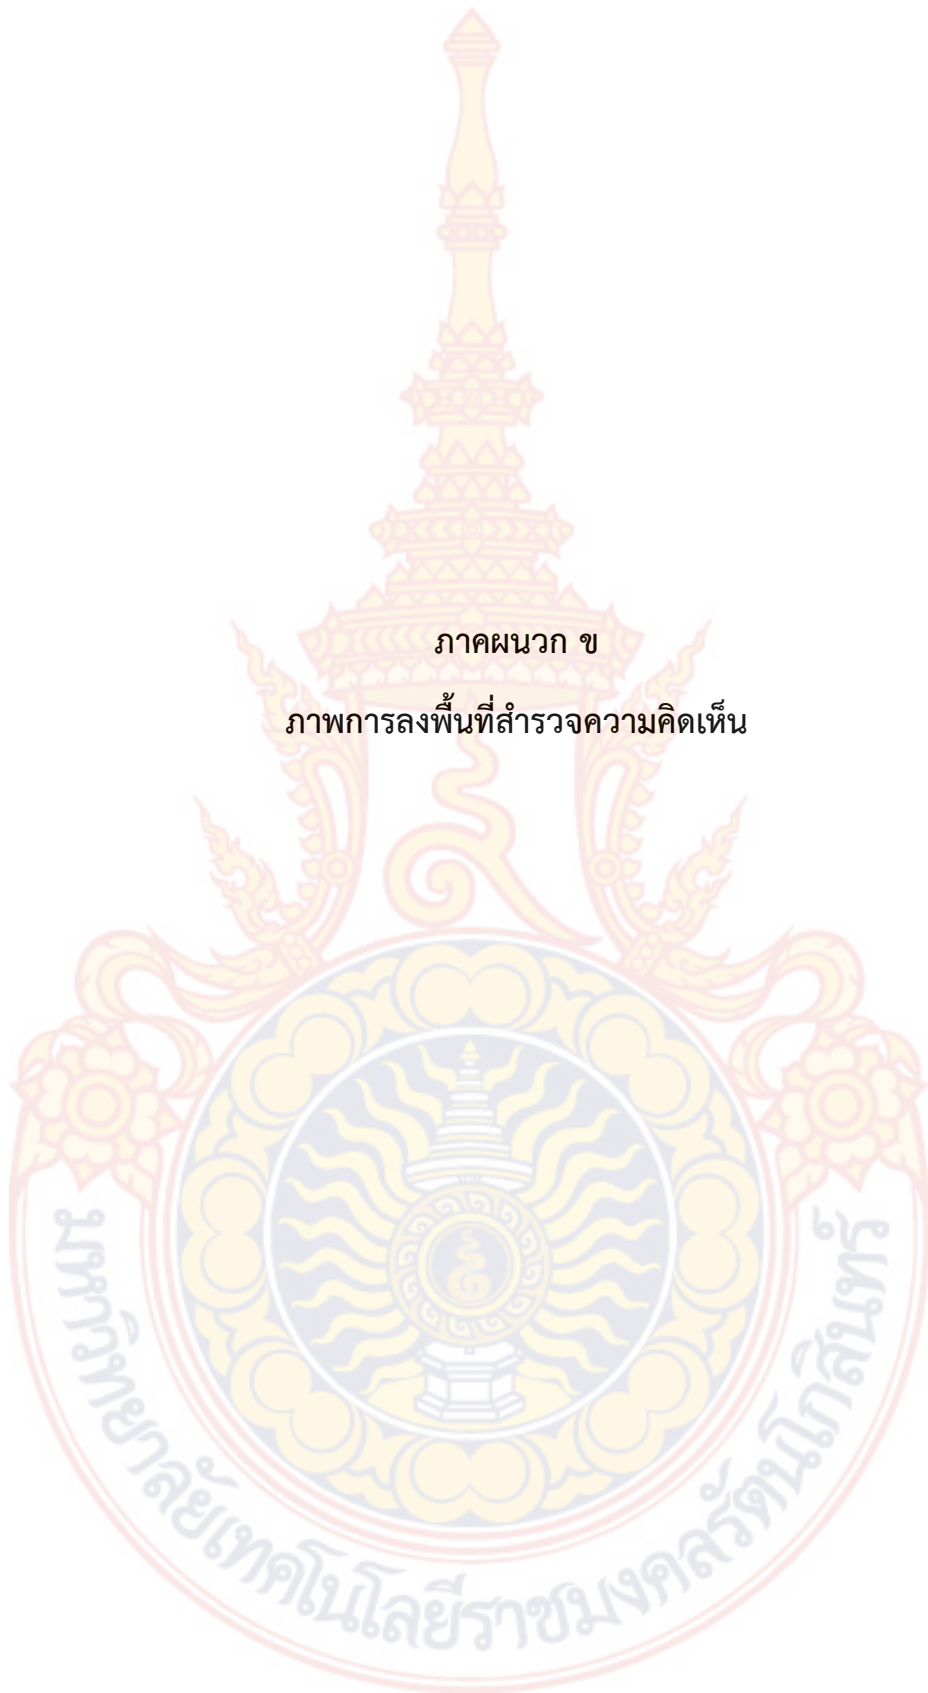 ภาคผนวก ข
ภาพการลงพื้นที่สำรวจความคิดเห็น
มหาวิทยาลัยเทคโนโลยีราชมงคลรัตนโกสินทร์